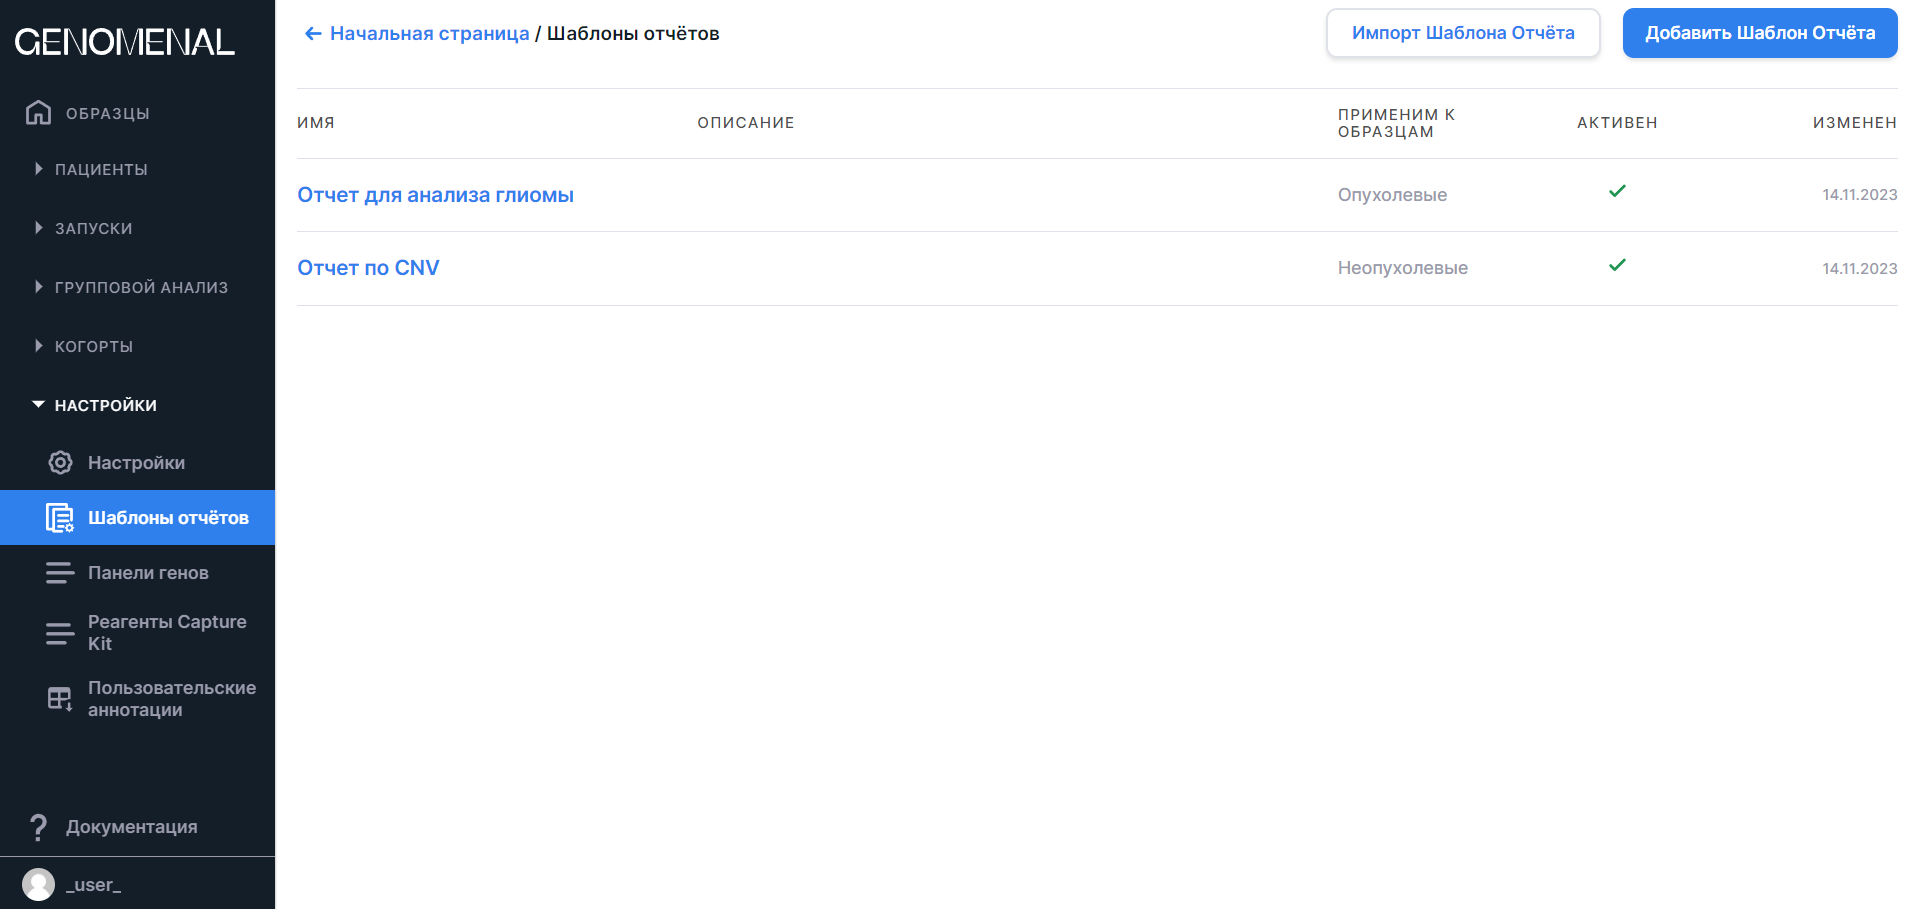 GENOMENAL
ОБРАЗЦЫ
ПАЦИЕНТЫ
ЗАПУСКИ
ГРУППОВОЙ АНАЛИЗ
КОГОРТЫ
НАСТРОЙКИ
Настройки
Шаблоны отчётов
Панели генов
Реагенты Capture
Kit
Пользовательские
аннотации
Документация
_user_
← Начальная страница / Шаблоны отчётов
Импорт Шаблона Отчёта
Добавить Шаблон Отчёта
ИМЯ ОПИСАНИЕ ПРИМЕНИМ К АКТИВЕН ИЗМЕНЕН
ОБРАЗЦАМ
Отчет для анализа глиомы Опухолевые 14.11.2023
Отчет по CNV Неопухолевые 14.11.2023